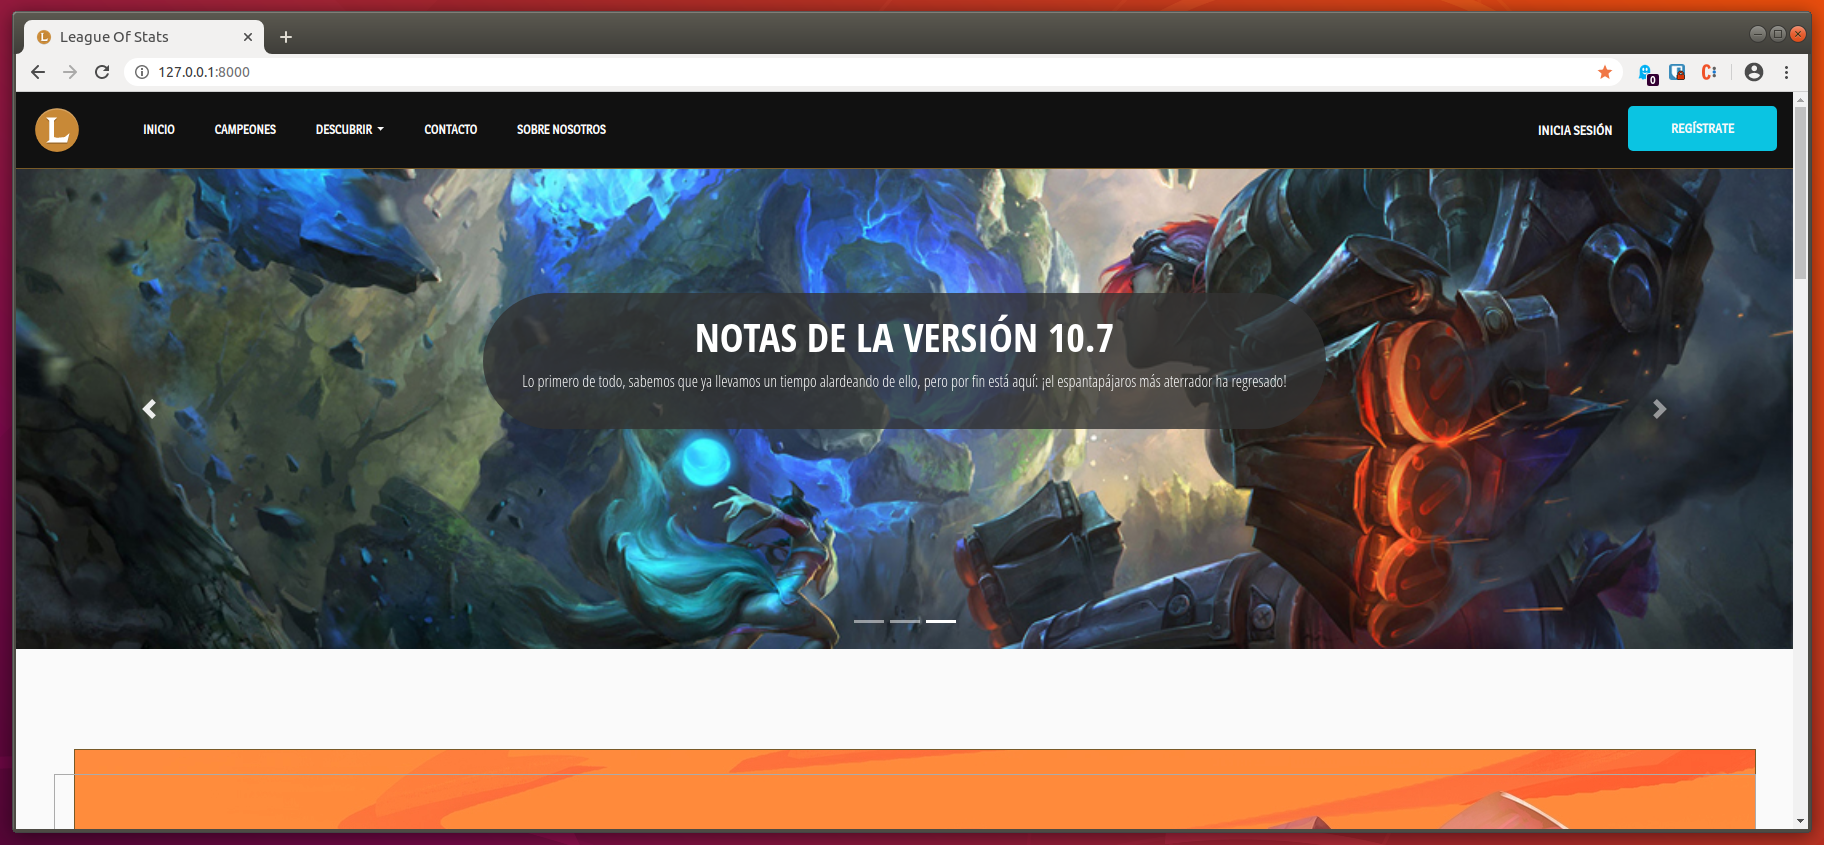 League Of Stats
127.0.0.1:8000
0
L
INICIO
CAMPEONES
DESCUBRIR
CONTACTO
SOBRE NOSOTROS
INICIA SESIÓN
REGÍSTRATE
NOTAS DE LA VERSIÓN 10.7
Lo primero de todo, sabemos que ya llevamos un tiempo alardeando de ello, pero por fin está aquí: ¡el espantapájaros más aterrador ha regresado!